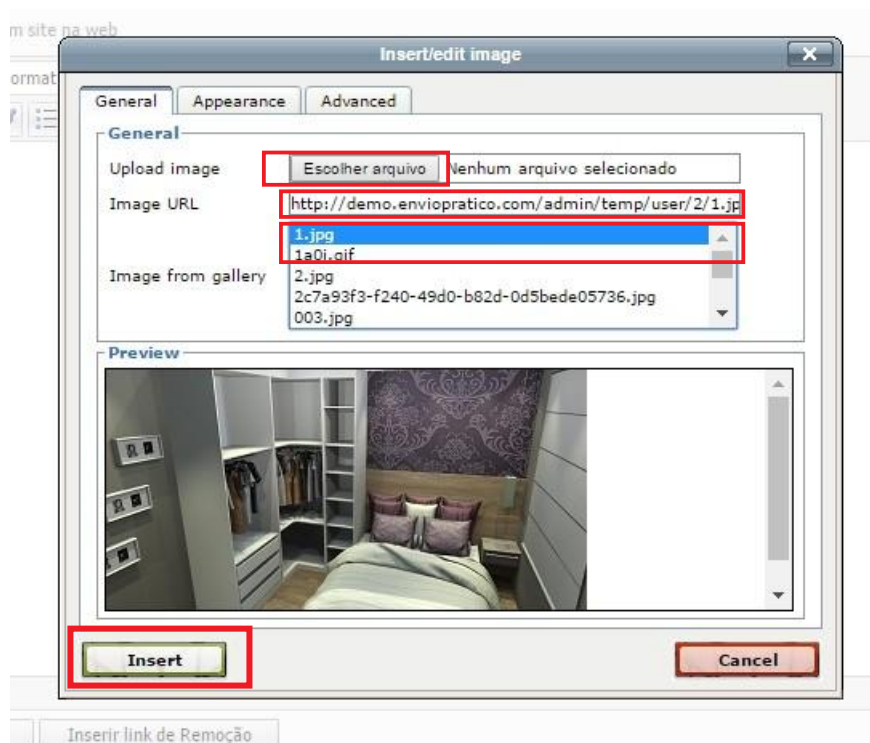 m site na web
Insert/edit image
ormat
General Appearance Advanced
General
Upload image Escolher arquivo Nenhum arquivo selecionado
Image URL http://demo.enviopratico.com/admin/temp/user/2/1.jp
1.jpg
1a0i.gif
Image from gallery 2.jpg
2c7a93f3-f240-49d0-b82d-0d5bede05736.jpg
003.jpg
Preview
Insert Cancel
Inserir link de Remoção